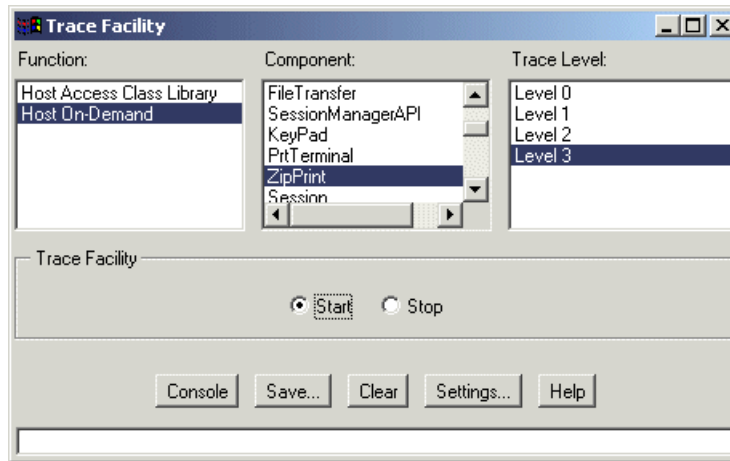 Trace Facility
Function:
Component:
Trace Level:
Host Access Class Library
Host On-Demand
FileTransfer
SessionManagerAPI
KeyPad
PrtTerminal
ZipPrint
Session
Level 0
Level 1
Level 2
Level 3
Trace Facility
Start
Stop
Console
Save...
Clear
Settings...
Help